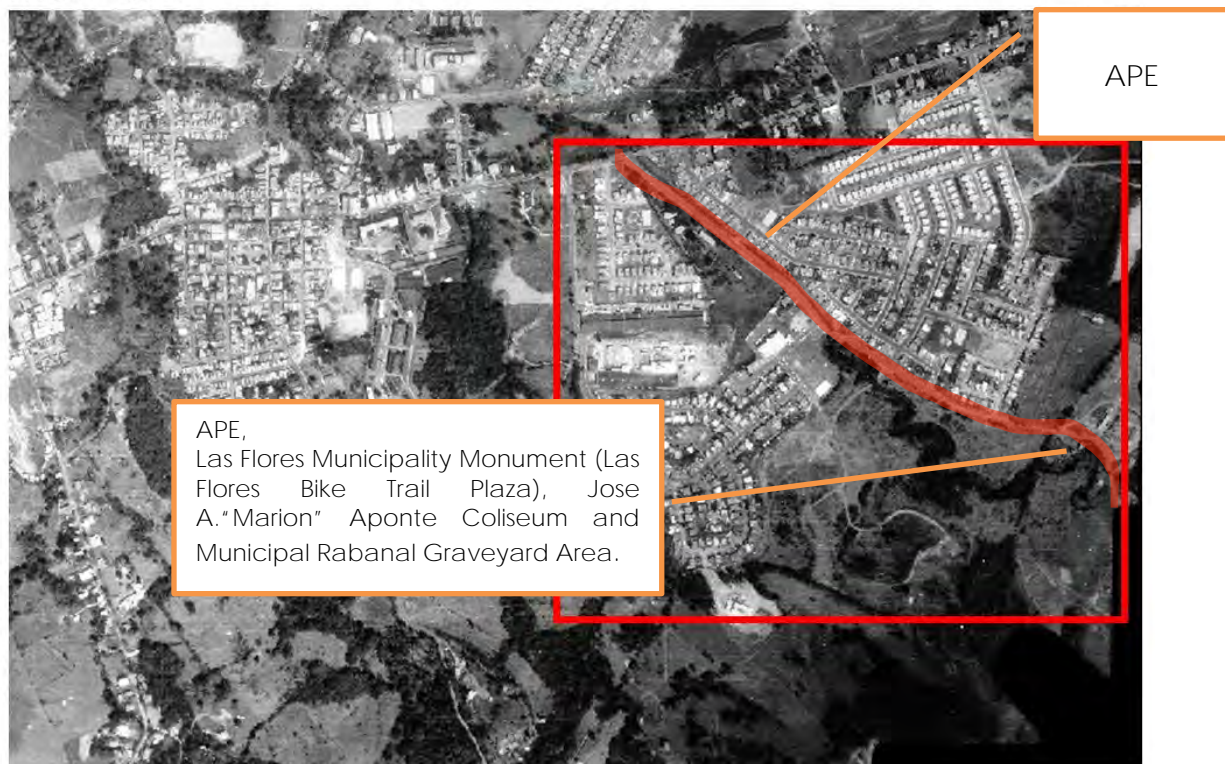 APE
APE,
Las Flores Municipality Monument (Las
Flores Bike Trail Plaza), Jose
A."Marion" Aponte Coliseum and
Municipal Rabanal Graveyard Area.